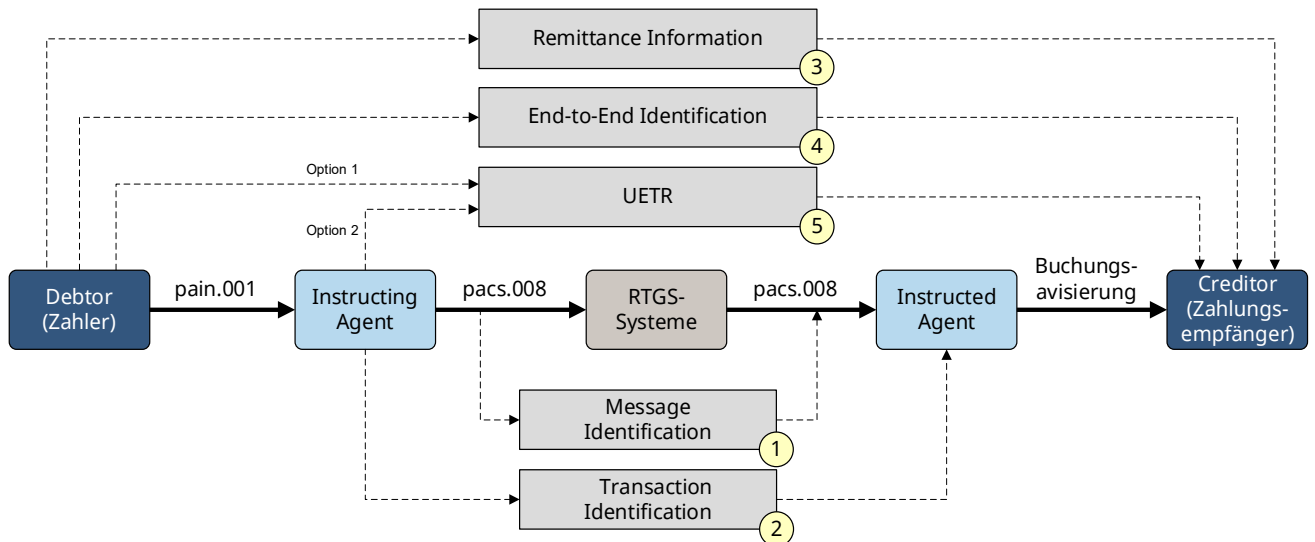 Remittance Information
3
End-to-End Identification
4
Option 1
UETR
5
Option 2
Debtor
(Zahler)
pain.001
Instructing
Agent
pacs.008
RTGS-
Systeme
pacs.008
Instructed
Agent
Buchungs-
avisierung
Creditor
(Zahlungs-
empfänger)
Message
Identification
1
Transaction
Identification
2